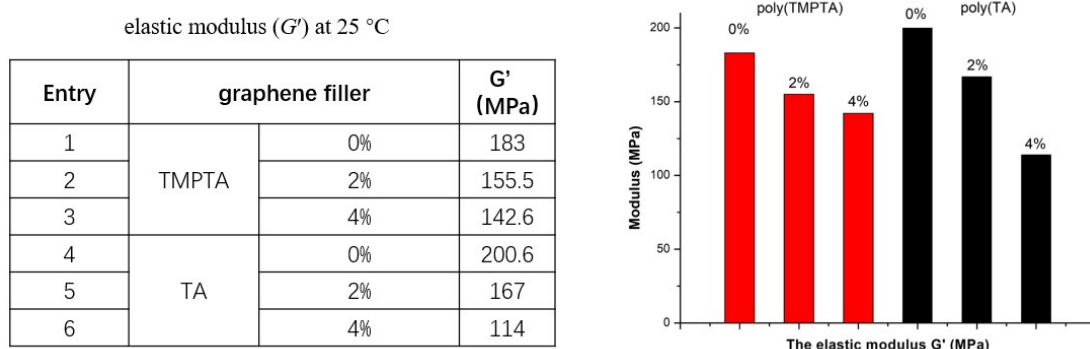 elastic modulus (G′) at 25 °C
Entry graphene filler G’ (MPa)
1 TMPTA 0% 183
2 2% 155.5
3 4% 142.6
4 TA 0% 200.6
5 2% 167
6 4% 114
poly(TMPTA) poly(TA)
0% 2% 4% 0% 2% 4%
200
150
100
50
0
Modulus (MPa)
The elastic modulus G' (MPa)